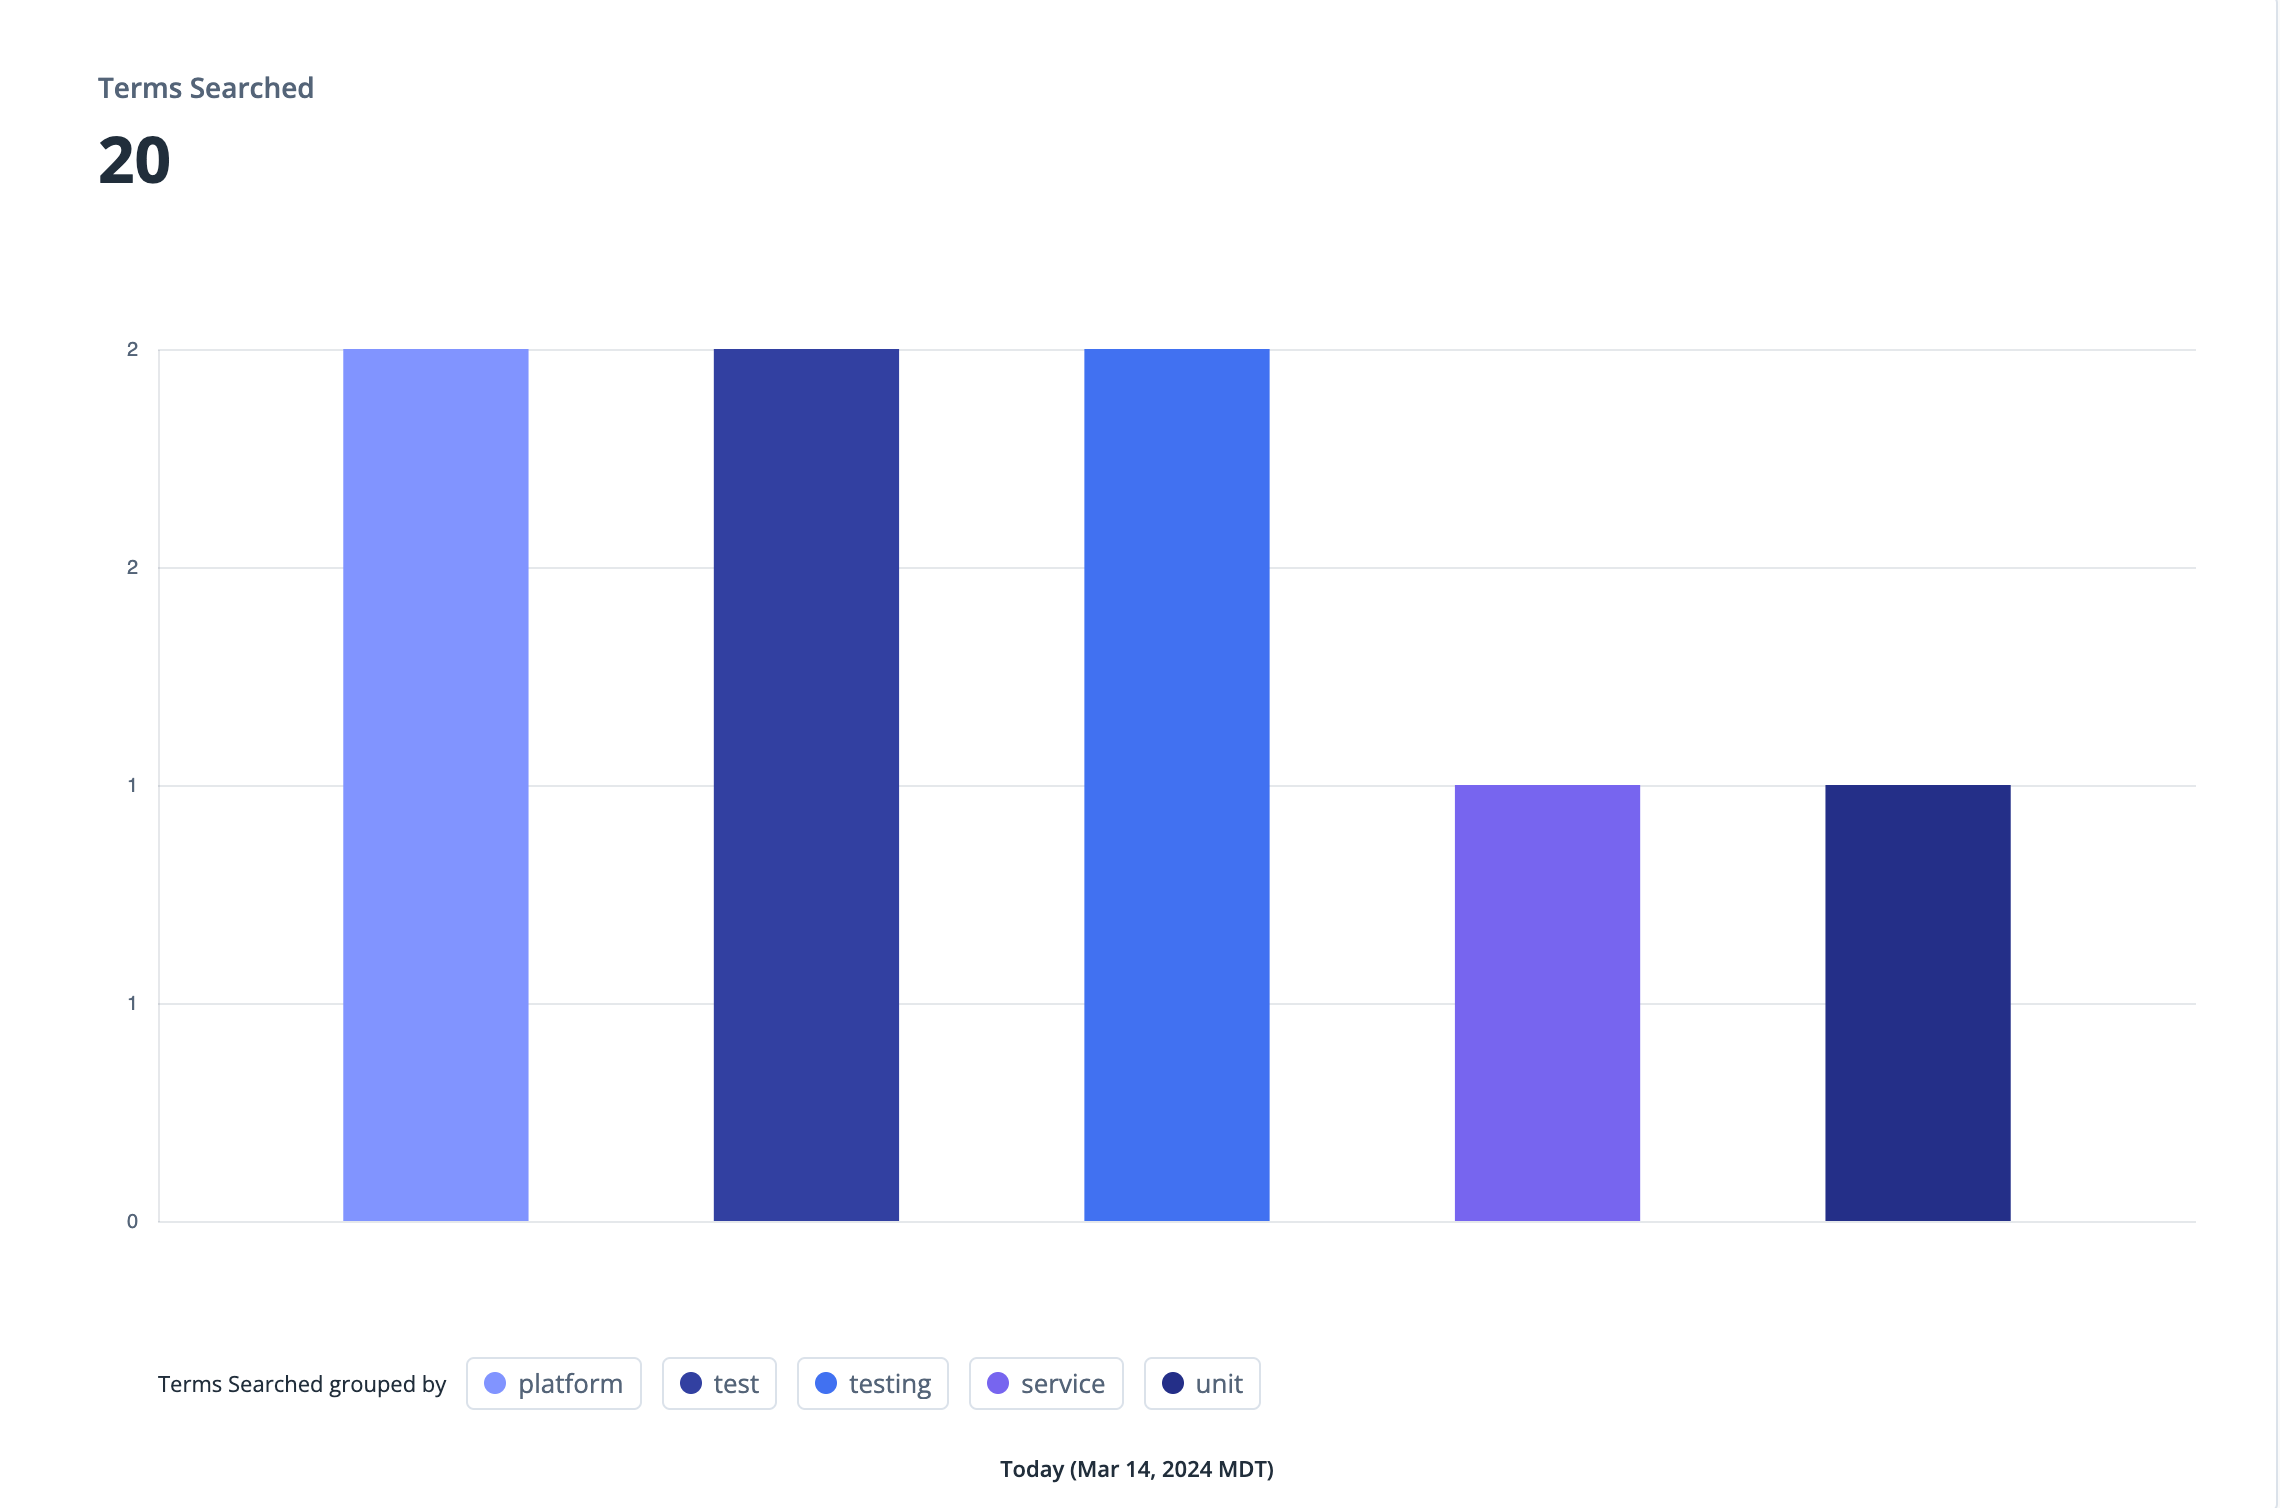 Terms Searched
20
2
2
1
1
0
Terms Searched grouped by platform test testing service unit
Today (Mar 14, 2024 MDT)